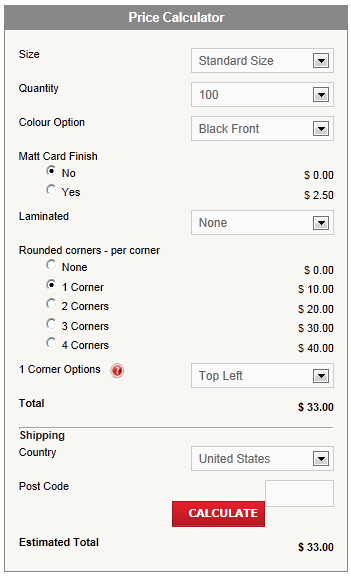 Price Calculator
Size Standard Size
Quantity 100
Colour Option Black Front
Matt Card Finish
No $ 0.00
Yes $ 2.50
Laminated None
Rounded corners - per corner
None $ 0.00
1 Corner $ 10.00
2 Corners $ 20.00
3 Corners $ 30.00
4 Corners $ 40.00
1 Corner Options ? Top Left
Total $ 33.00
Shipping
Country United States
Post Code
CALCULATE
Estimated Total $ 33.00